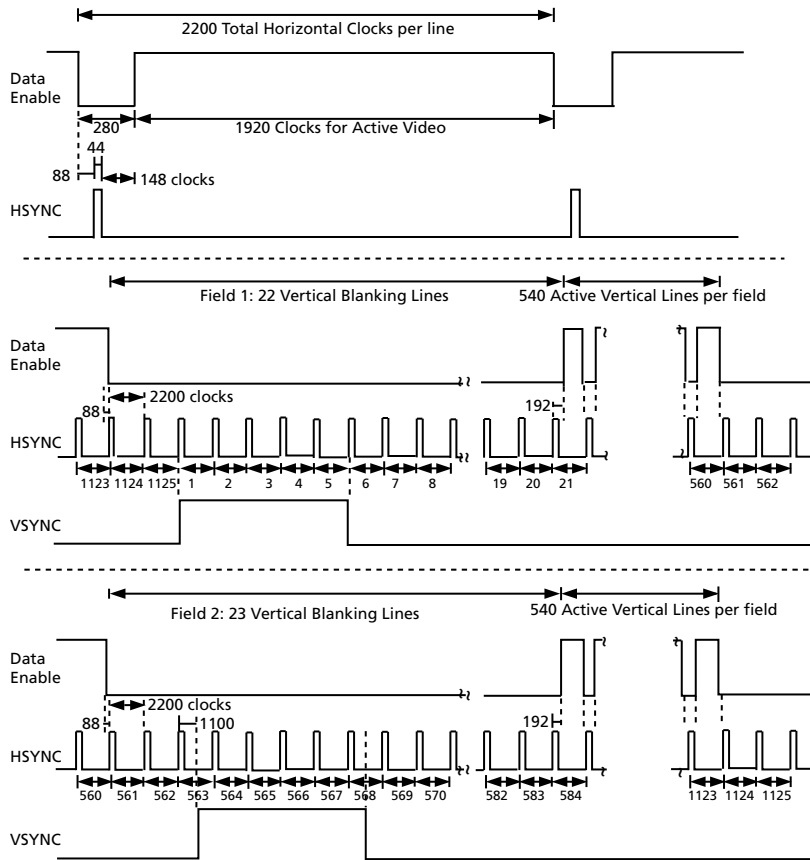 2200 Total Horizontal Clocks per line
Data
Enable
280
1920 Clocks for Active Video
44
88
148 clocks
HSYNC
Field 1: 22 Vertical Blanking Lines
540 Active Vertical Lines per field
Data
Enable
2200 clocks
88
192
HSYNC
1123 1124 1125 1 2 3 4 5 6 7 8 19 20 21 560 561 562
VSYNC
Field 2: 23 Vertical Blanking Lines
540 Active Vertical Lines per field
Data
Enable
2200 clocks
88
1100
192
HSYNC
560 561 562 563 564 565 566 567 568 569 570 582 583 584 1123 1124 1125
VSYNC